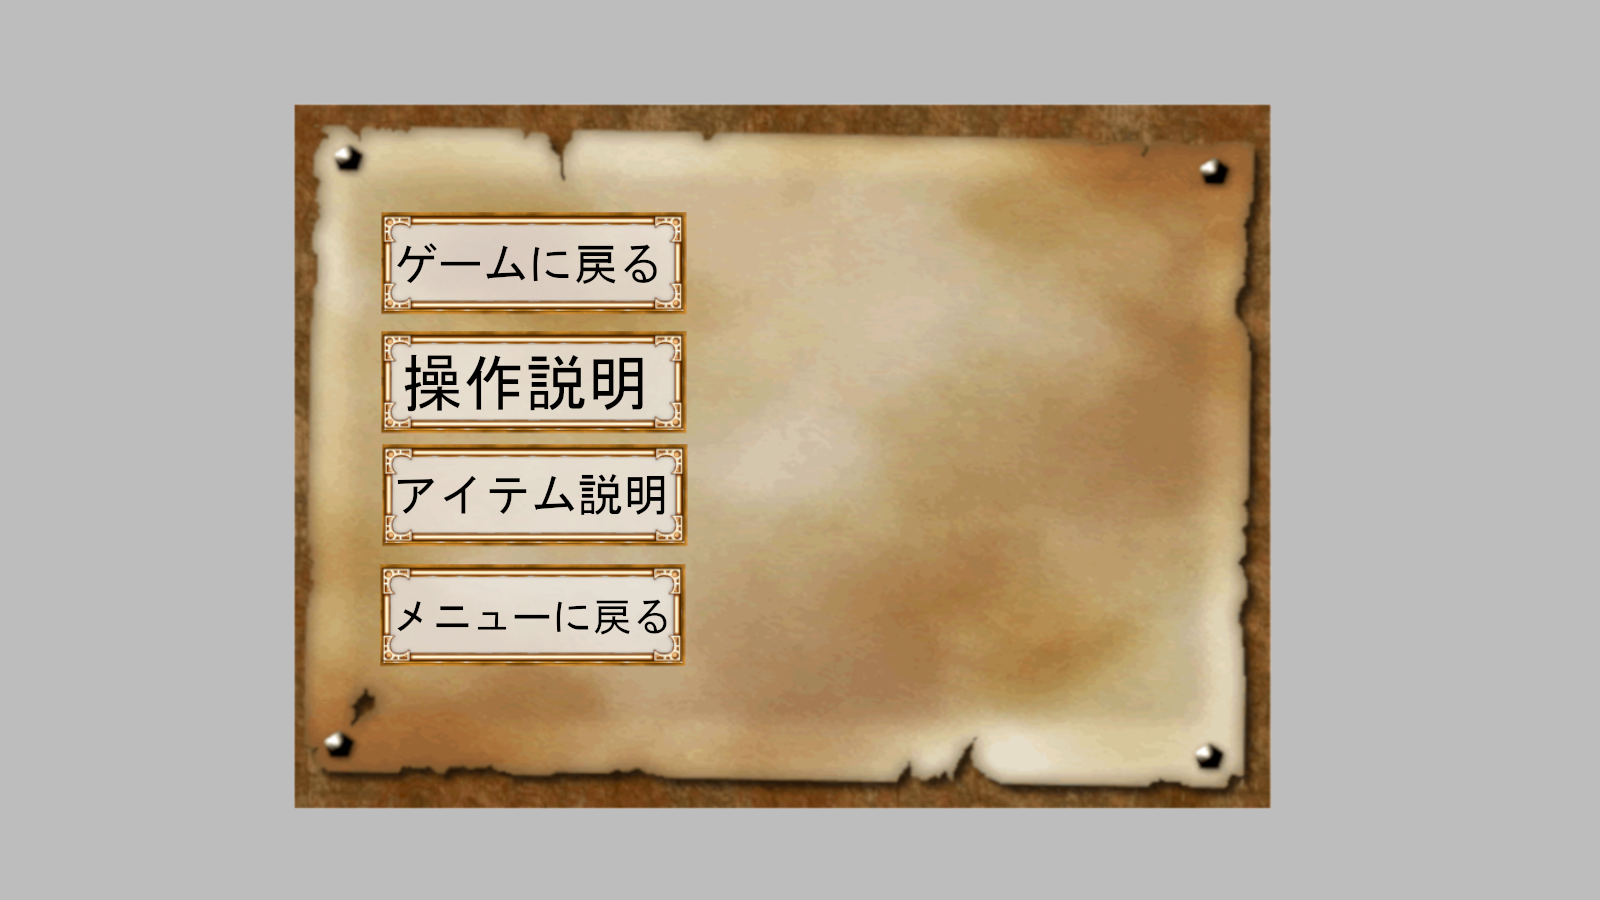 ゲームに戻る
操作説明
アイテム説明
メニューに戻る